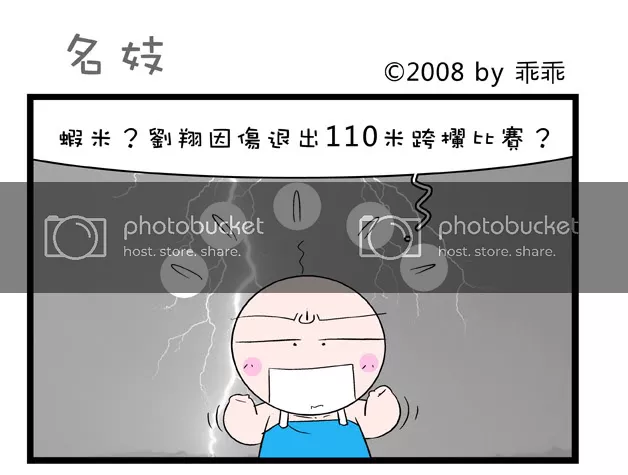 名妓
©2008 by 乖乖
蝦米？劉翔因傷退出110米跨欄比賽？
photobucket
host. store. share.
photobucket
host. store. share.